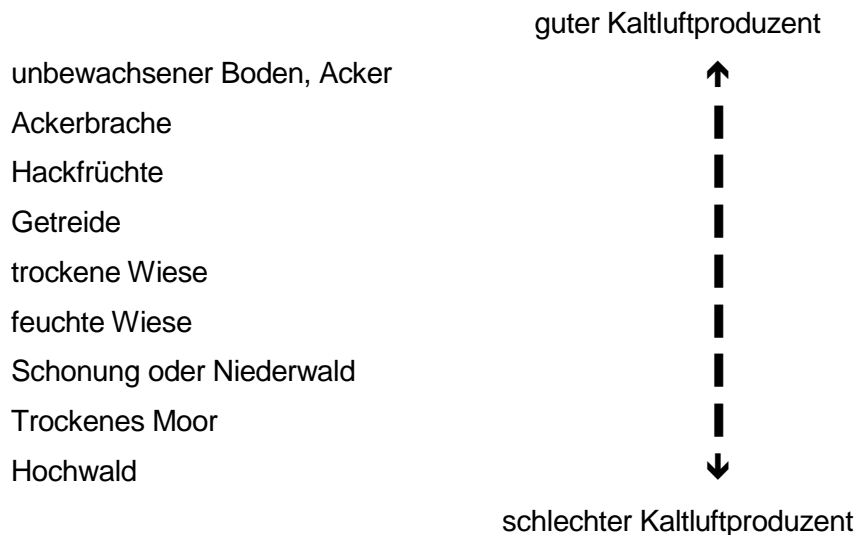 guter Kaltluftproduzent
unbewachsener Boden, Acker
Ackerbrache
Hackfrüchte
Getreide
trockene Wiese
feuchte Wiese
Schonung oder Niederwald
Trockenes Moor
Hochwald
schlechter Kaltluftproduzent